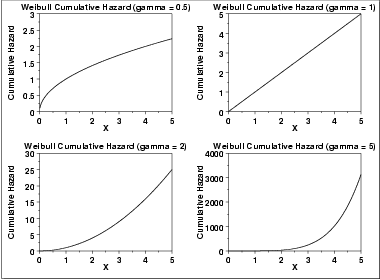 Weibull Cumulative Hazard (gamma = 0.5)
Weibull Cumulative Hazard (gamma = 1)
Cumulative Hazard
3
2.5
2
1.5
1
0.5
0
0 1 2 3 4 5
X
Cumulative Hazard
5
4
3
2
1
0
0 1 2 3 4 5
X
Weibull Cumulative Hazard (gamma = 2)
Weibull Cumulative Hazard (gamma = 5)
Cumulative Hazard
30
25
20
15
10
5
0
0 1 2 3 4 5
X
Cumulative Hazard
4000
3000
2000
1000
0
0 1 2 3 4 5
X